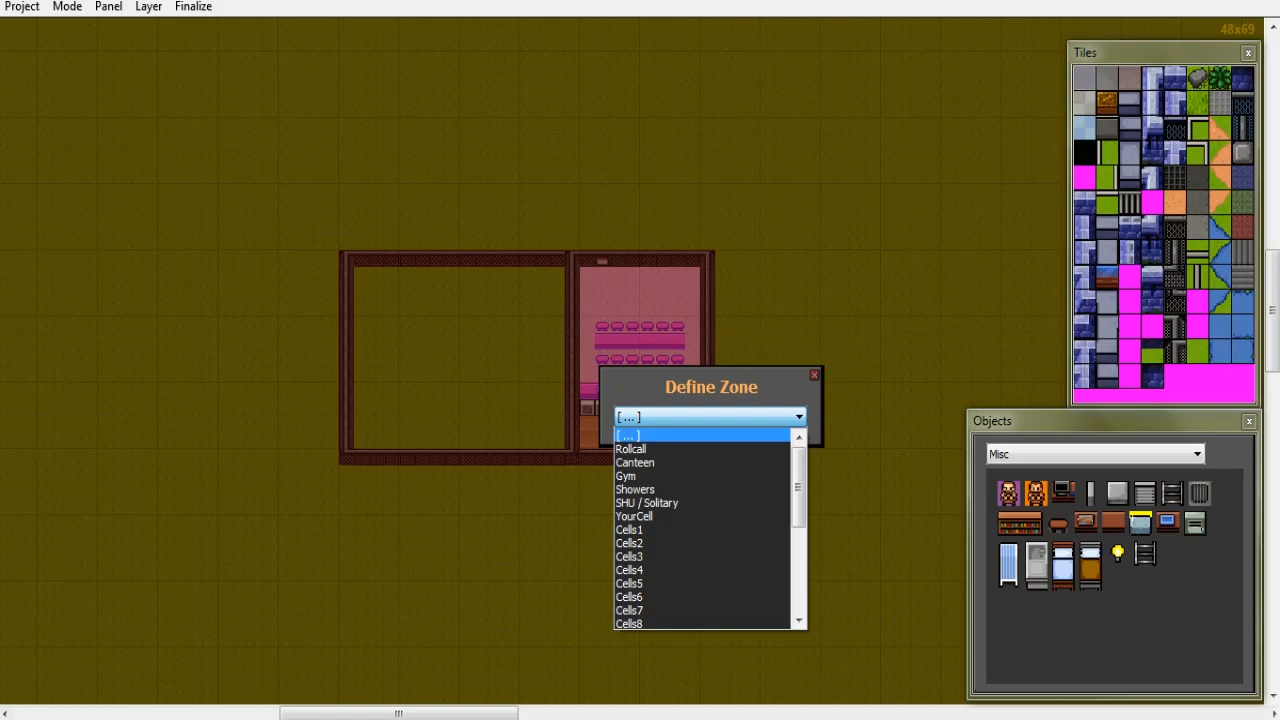 Project Mode Panel Layer Finalize
48x69
Tiles
Define Zone
[ ... ]
[ ... ]
Rollcall
Canteen
Gym
Showers
SHU / Solitary
YourCell
Cells1
Cells2
Cells3
Cells4
Cells5
Cells6
Cells7
Cells8
Objects
Misc